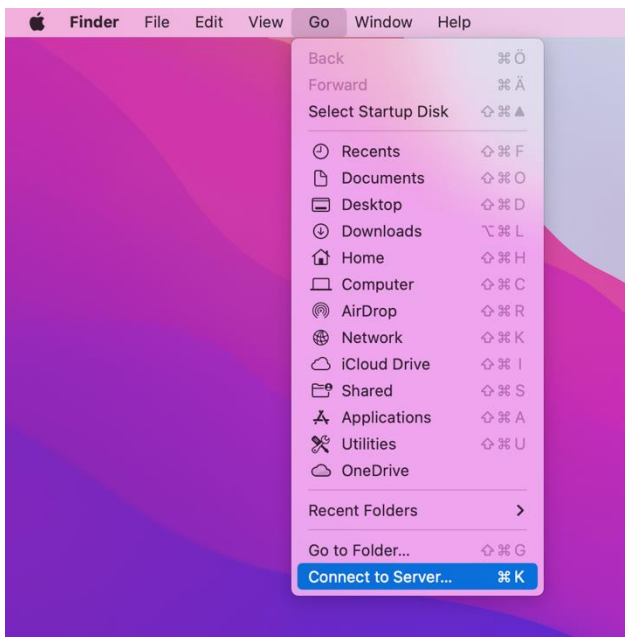 Finder File Edit View Go Window Help
Back ⌘Ö
Forward ⌘Ä
Select Startup Disk ⇧⌘▲
Recents ⇧⌘F
Documents ⇧⌘O
Desktop ⇧⌘D
Downloads ⌥⌘L
Home ⇧⌘H
Computer ⇧⌘C
AirDrop ⇧⌘R
Network ⇧⌘K
iCloud Drive ⇧⌘I
Shared ⇧⌘S
Applications ⇧⌘A
Utilities ⇧⌘U
OneDrive
Recent Folders
Go to Folder... ⇧⌘G
Connect to Server... ⌘K